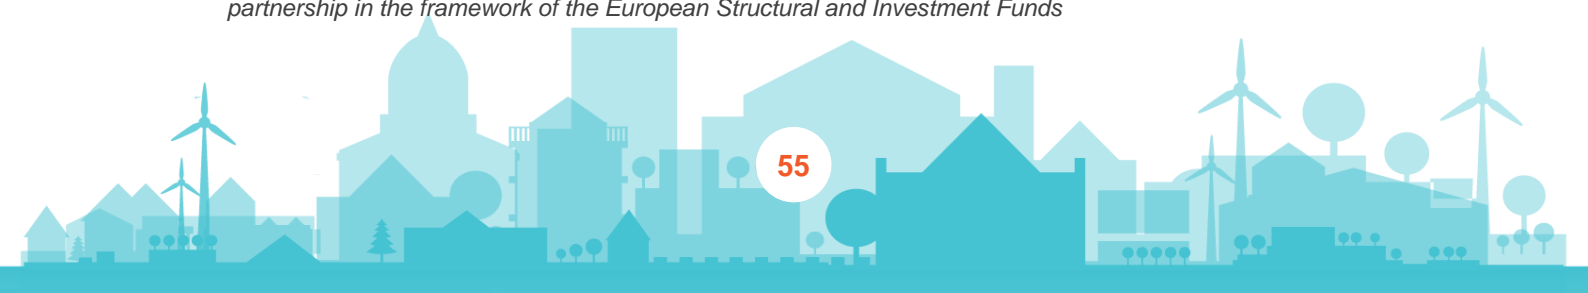 partnership in the framework of the European Structural and Investment Funds
55